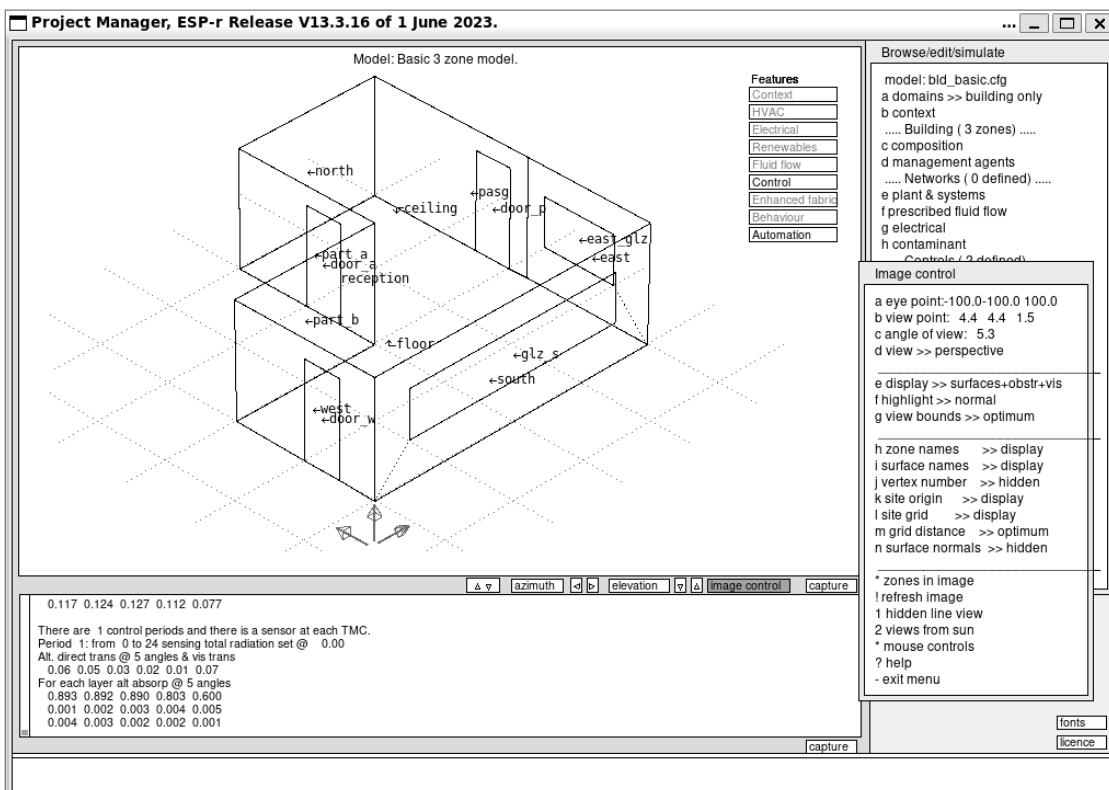 Project Manager, ESP-r Release V13.3.16 of 1 June 2023.
...
Model: Basic 3 zone model.
Features
Context
HVAC
Electrical
Renewables
Fluid flow
Control
Enhanced fabric
Behaviour
Automation
north
pasg
ceiling
door_p
east_glz
east
part_a
door_a
reception
part_b
floor
glz_s
south
west
door_w
azimuth
elevation
image control
capture
0.117 0.124 0.127 0.112 0.077
There are 1 control periods and there is a sensor at each TMC.
Period 1: from 0 to 24 sensing total radiation set @ 0.00
Alt. direct trans @ 5 angles & vis trans
0.06 0.05 0.03 0.02 0.01 0.07
For each layer alt absorp @ 5 angles
0.893 0.892 0.890 0.803 0.600
0.001 0.002 0.003 0.004 0.005
0.004 0.003 0.002 0.002 0.001
capture
Browse/edit/simulate
model: bld_basic.cfg
a domains >> building only
b context
..... Building ( 3 zones) .....
c composition
d management agents
..... Networks ( 0 defined) .....
e plant & systems
f prescribed fluid flow
g electrical
h contaminant
..... Controls ( 2 defined) .....
Image control
a eye point:-100.0-100.0 100.0
b view point: 4.4 4.4 1.5
c angle of view: 5.3
d view >> perspective
e display >> surfaces+obstr+vis
f highlight >> normal
g view bounds >> optimum
h zone names >> display
i surface names >> display
j vertex number >> hidden
k site origin >> display
l site grid >> display
m grid distance >> optimum
n surface normals >> hidden
* zones in image
! refresh image
1 hidden line view
2 views from sun
* mouse controls
? help
- exit menu
fonts
licence